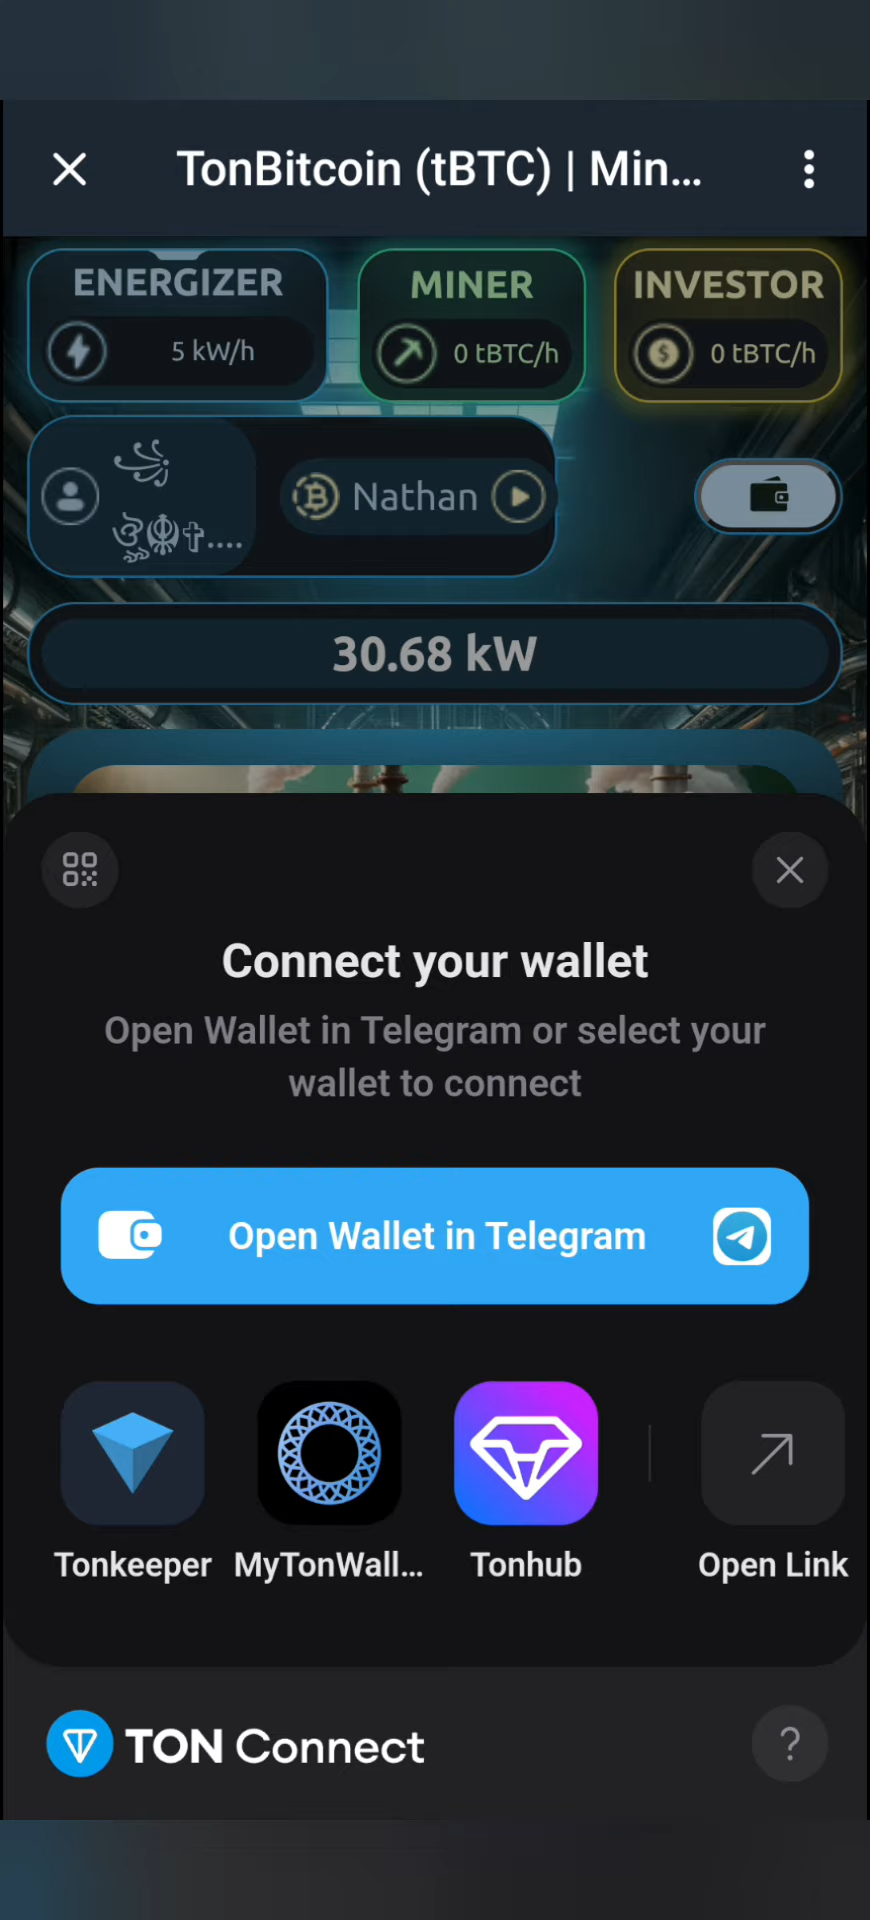 TonBitcoin (tBTC) | Min...
ENERGIZER
MINER
INVESTOR
5 kW/h
0 tBTC/h
0 tBTC/h
Nathan
30.68 kW
Connect your wallet
Open Wallet in Telegram or select your
wallet to connect
Open Wallet in Telegram
Tonkeeper
MyTonWall...
Tonhub
Open Link
TON Connect
?